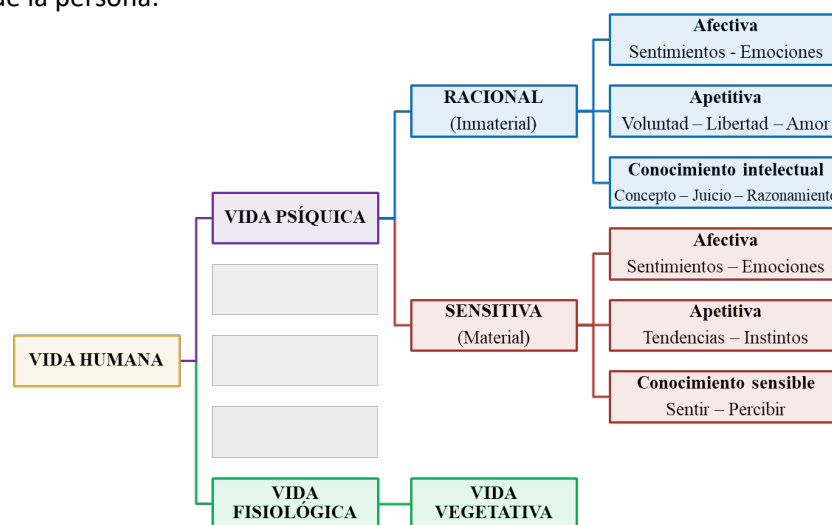 de la persona.
Afectiva
Sentimientos - Emociones
RACIONAL
(Inmaterial)
Apetitiva
Voluntad – Libertad – Amor
Conocimiento intelectual
Concepto – Juicio – Razonamiento
VIDA PSÍQUICA
Afectiva
Sentimientos – Emociones
SENSITIVA
(Material)
Apetitiva
Tendencias – Instintos
VIDA HUMANA
Conocimiento sensible
Sentir – Percibir
VIDA
FISIOLÓGICA
VIDA
VEGETATIVA